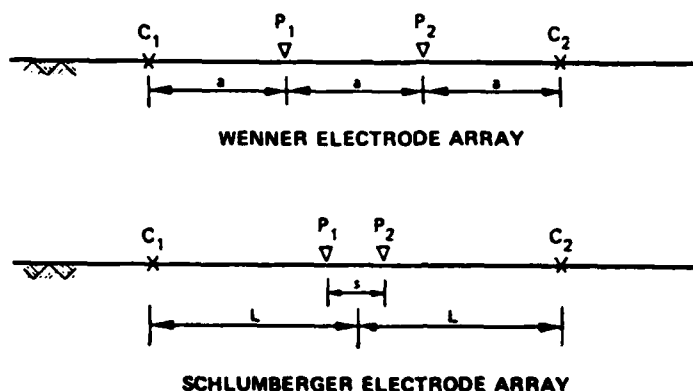 C1 P1 P2 C2
a a a
WENNER ELECTRODE ARRAY
C1 P1 P2 C2
s
L L
SCHLUMBERGER ELECTRODE ARRAY